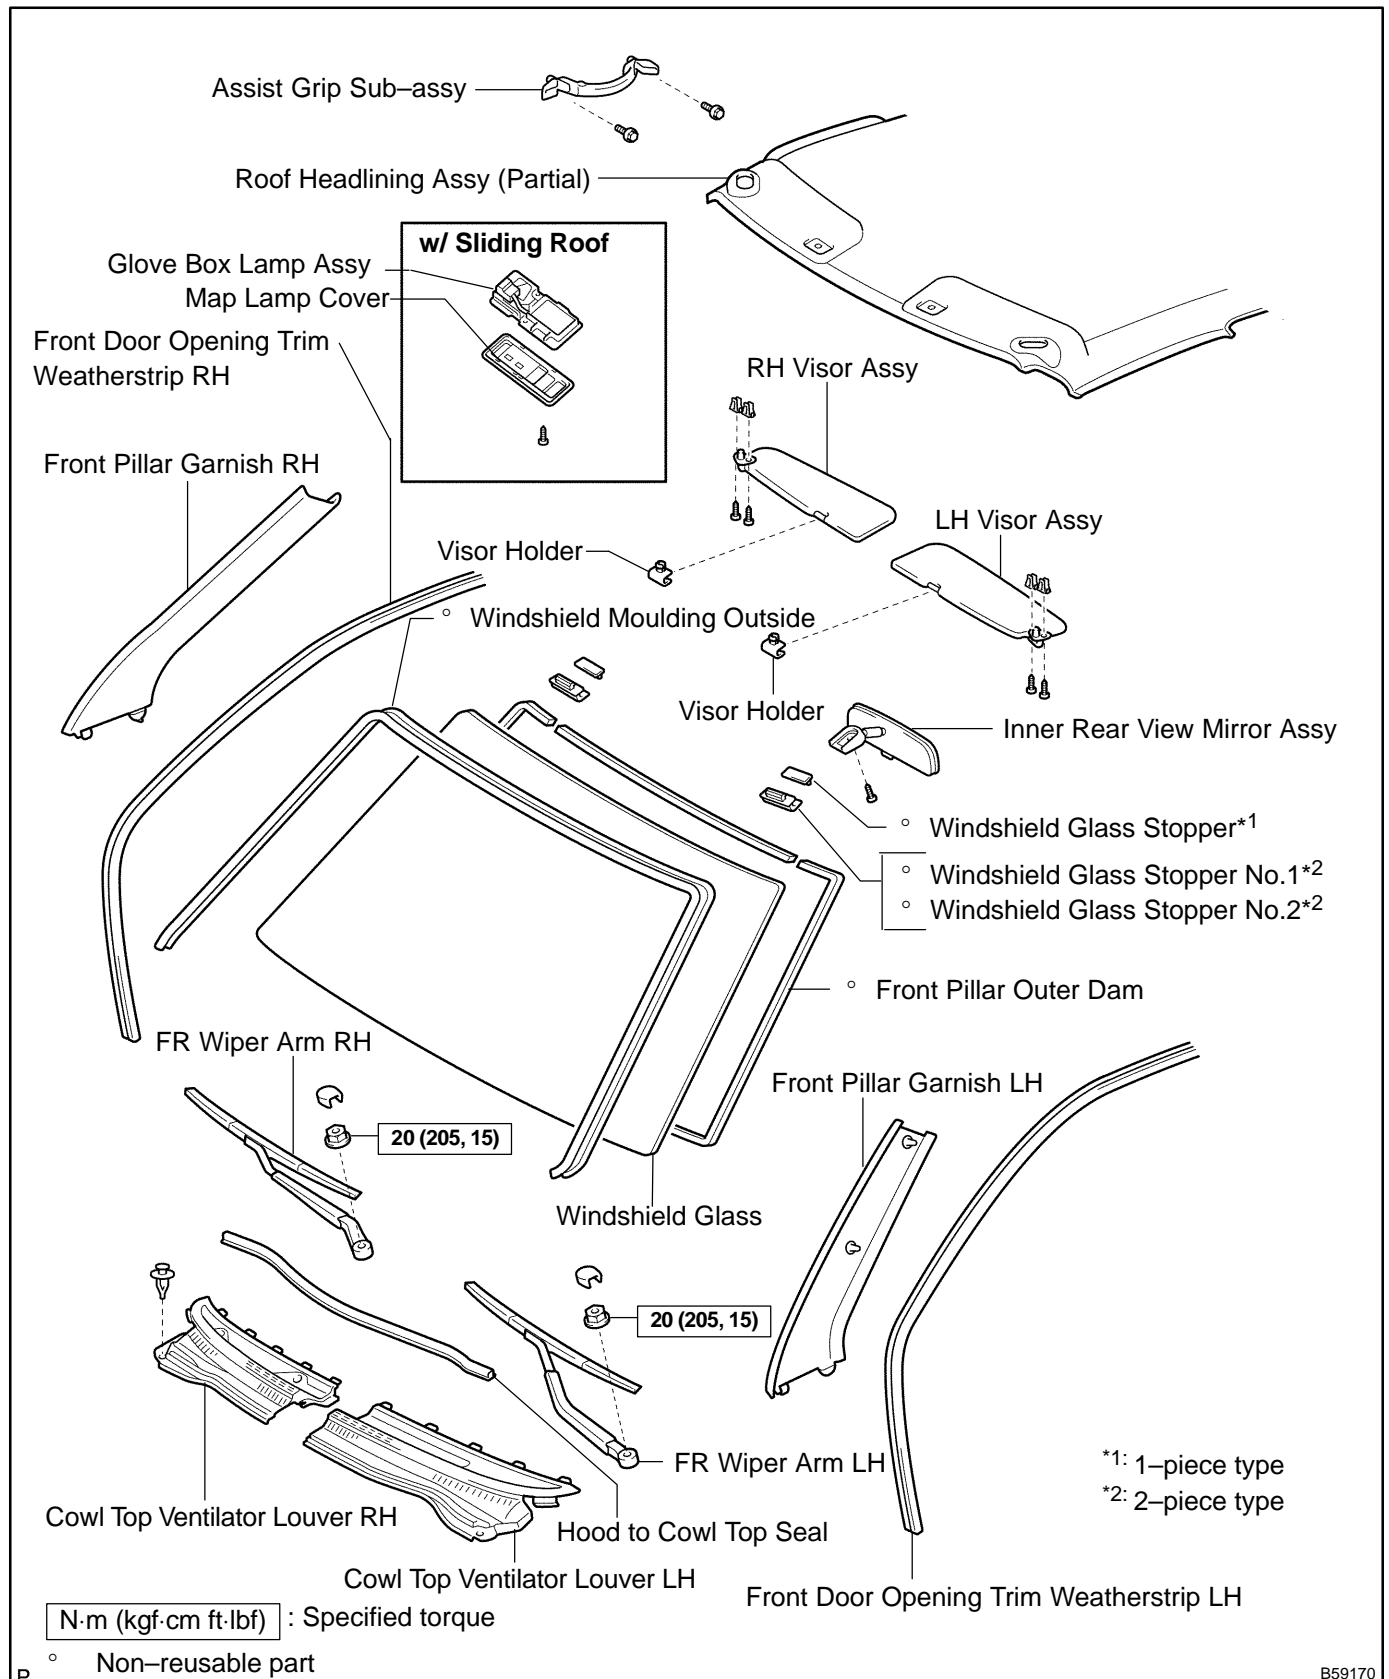 Assist Grip Sub–assy
Roof Headlining Assy (Partial)
w/ Sliding Roof
Glove Box Lamp Assy
Map Lamp Cover
Front Door Opening Trim
Weatherstrip RH
RH Visor Assy
Front Pillar Garnish RH
LH Visor Assy
Visor Holder
° Windshield Moulding Outside
Visor Holder
Inner Rear View Mirror Assy
° Windshield Glass Stopper*1
° Windshield Glass Stopper No.1*2
° Windshield Glass Stopper No.2*2
° Front Pillar Outer Dam
FR Wiper Arm RH
Front Pillar Garnish LH
20 (205, 15)
Windshield Glass
20 (205, 15)
FR Wiper Arm LH
*1: 1–piece type
*2: 2–piece type
Cowl Top Ventilator Louver RH
Hood to Cowl Top Seal
Cowl Top Ventilator Louver LH
Front Door Opening Trim Weatherstrip LH
N·m (kgf·cm ft·lbf) : Specified torque
° Non–reusable part
P
B59170